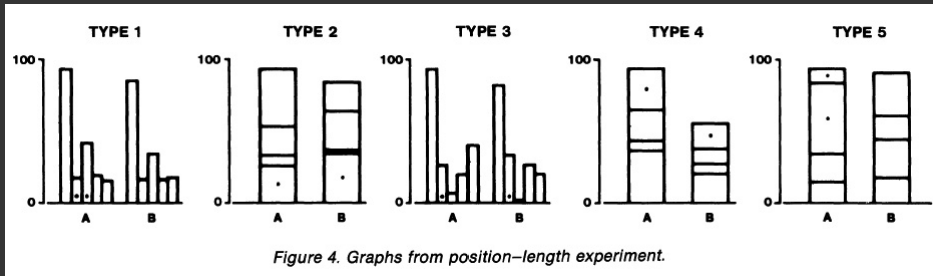 TYPE 1 TYPE 2 TYPE 3 TYPE 4 TYPE 5
100 100 100 100 100
0 0 0 0 0
A B A B A B A B A B
Figure 4. Graphs from position–length experiment.